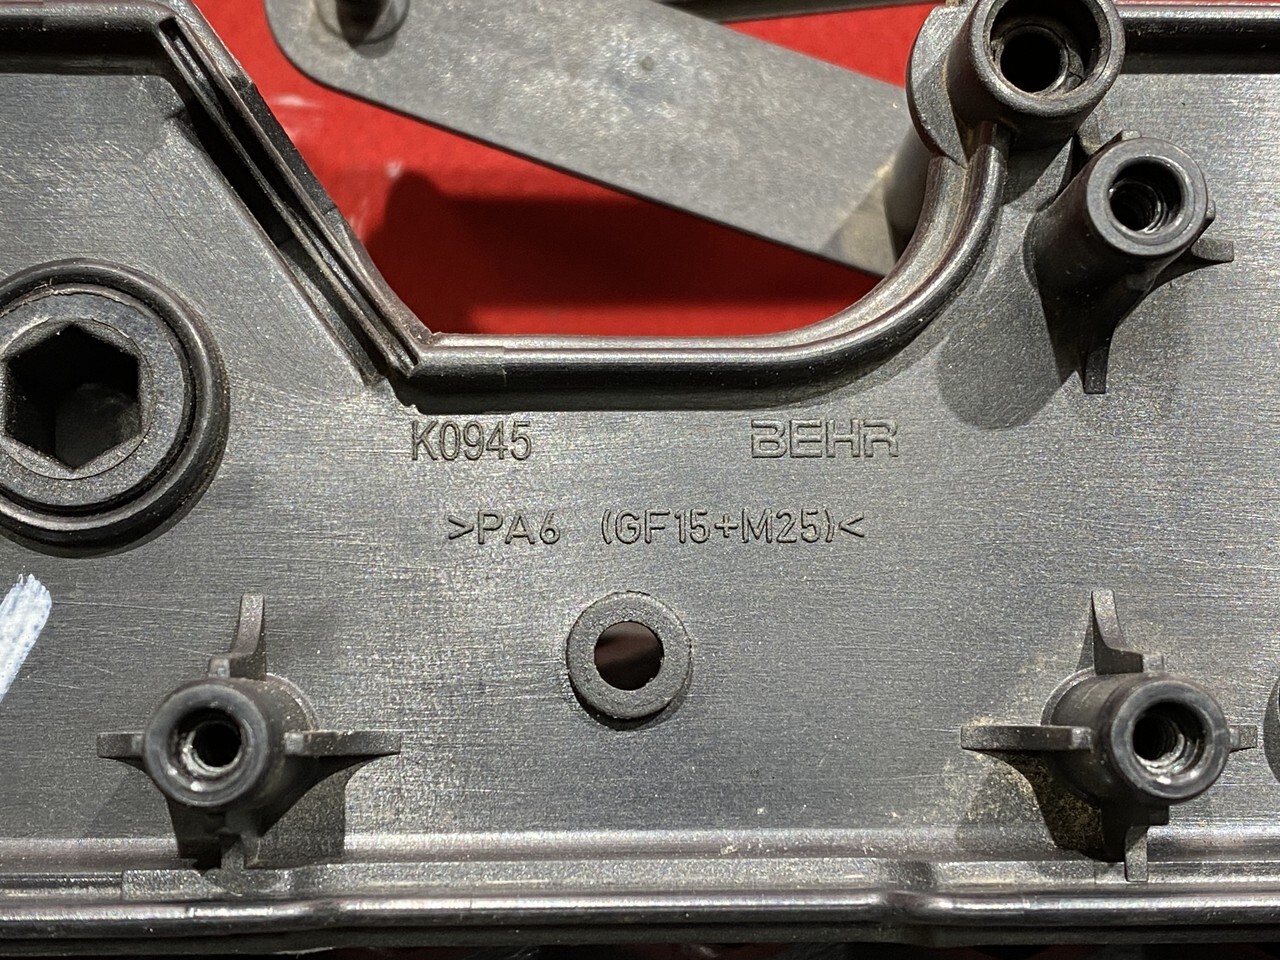 K0945 BEHR
>PA6 (GF15+M25)<